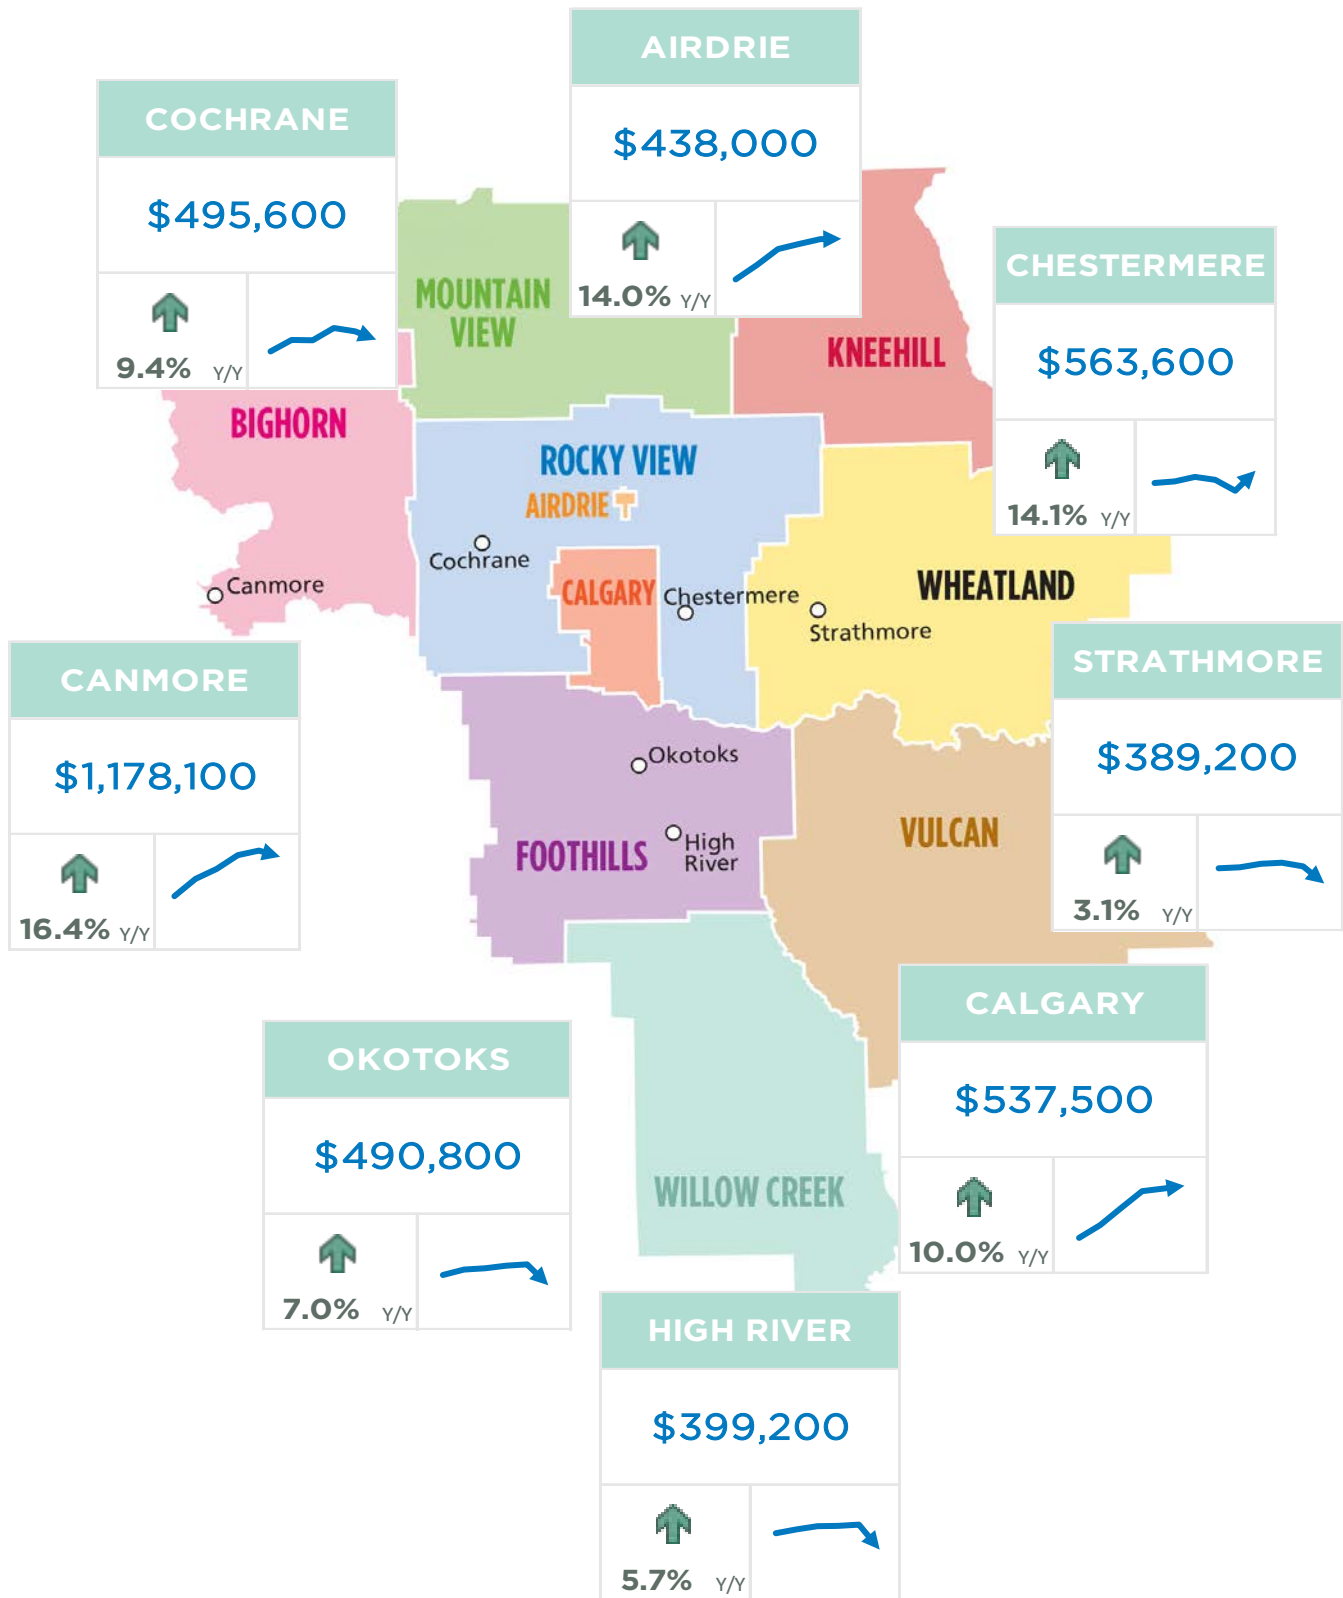 AIRDRIE
$438,000
14.0% Y/Y
COCHRANE
$495,600
9.4% Y/Y
CHESTERMERE
$563,600
14.1% Y/Y
MOUNTAIN
VIEW
KNEEHILL
BIGHORN
ROCKY VIEW
AIRDRIE
Cochrane
Canmore
CALGARY
Chestermere
WHEATLAND
Strathmore
CANMORE
$1,178,100
16.4% Y/Y
STRATHMORE
$389,200
3.1% Y/Y
Okotoks
High
River
FOOTHILLS
VULCAN
CALGARY
$537,500
10.0% Y/Y
OKOTOKS
$490,800
7.0% Y/Y
WILLOW CREEK
HIGH RIVER
$399,200
5.7% Y/Y